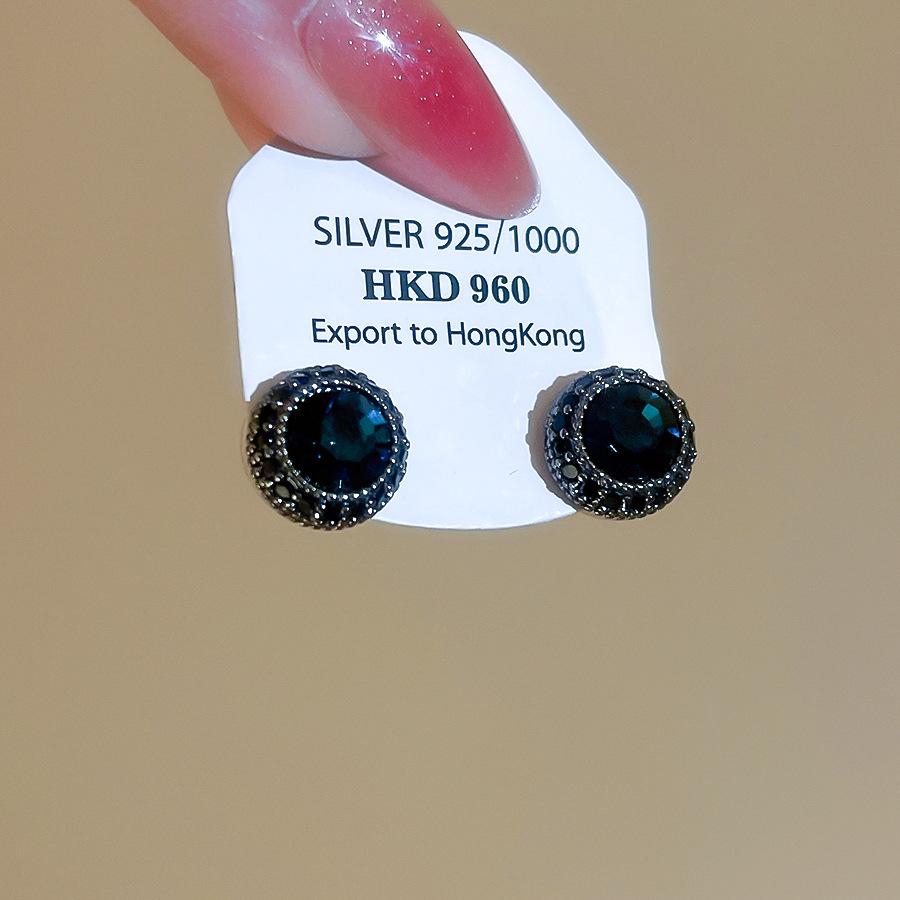 SILVER 925/1000
HKD 960
Export to HongKong